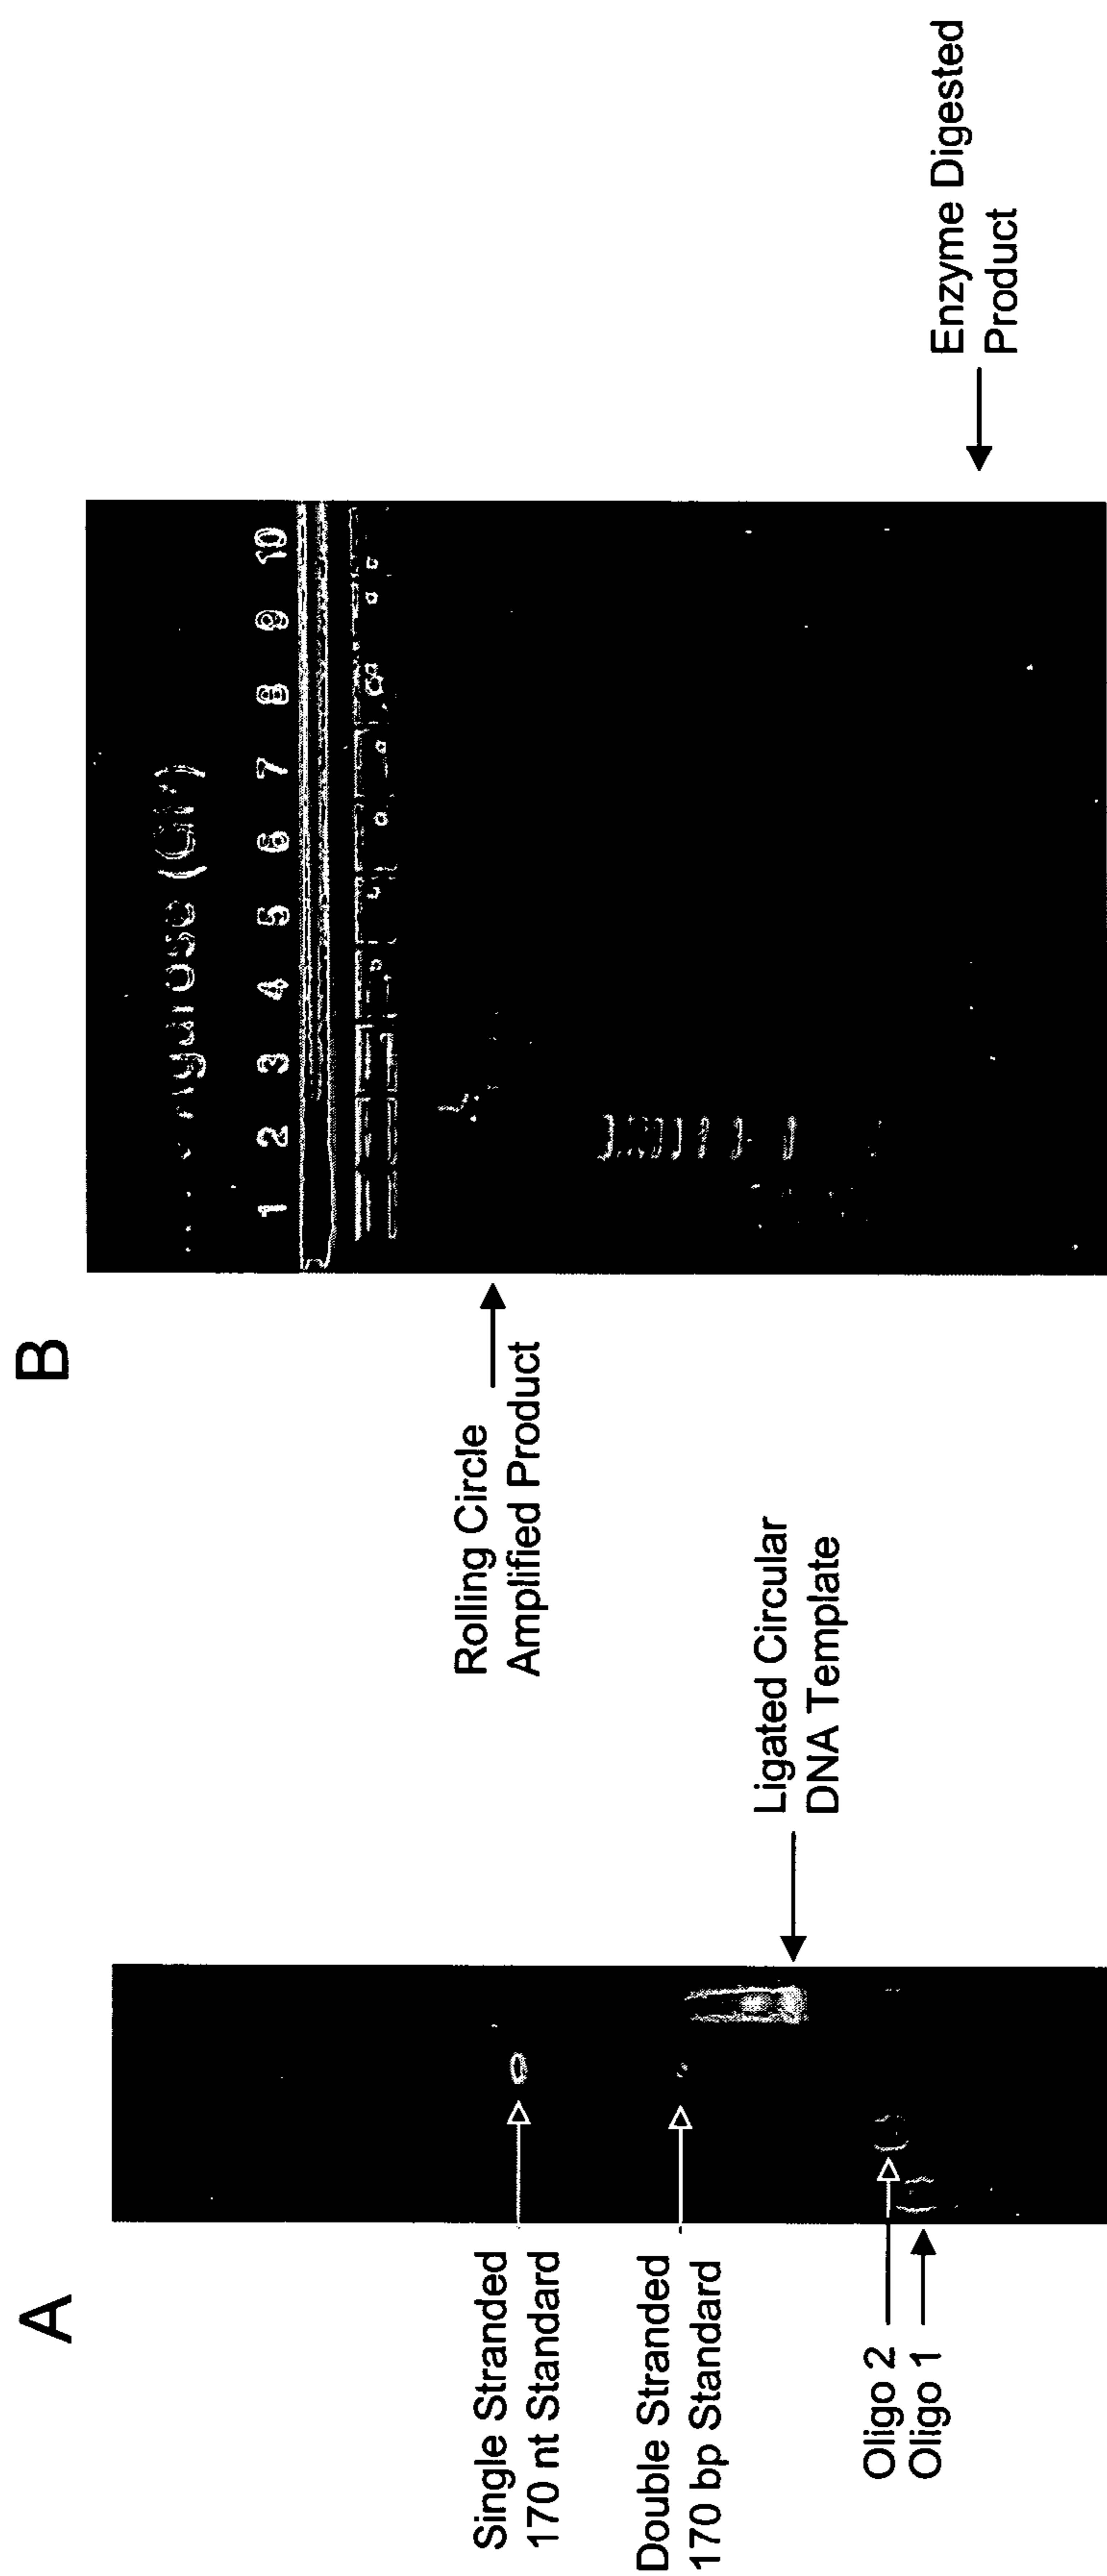 A
Single Stranded
170 nt Standard
Double Stranded
170 bp Standard
Oligo 2
Oligo 1
Ligated Circular
DNA Template
B
(GP)
1 2 3 4 5 6 7 8 9 10
Rolling Circle
Amplified Product
Enzyme Digested
Product